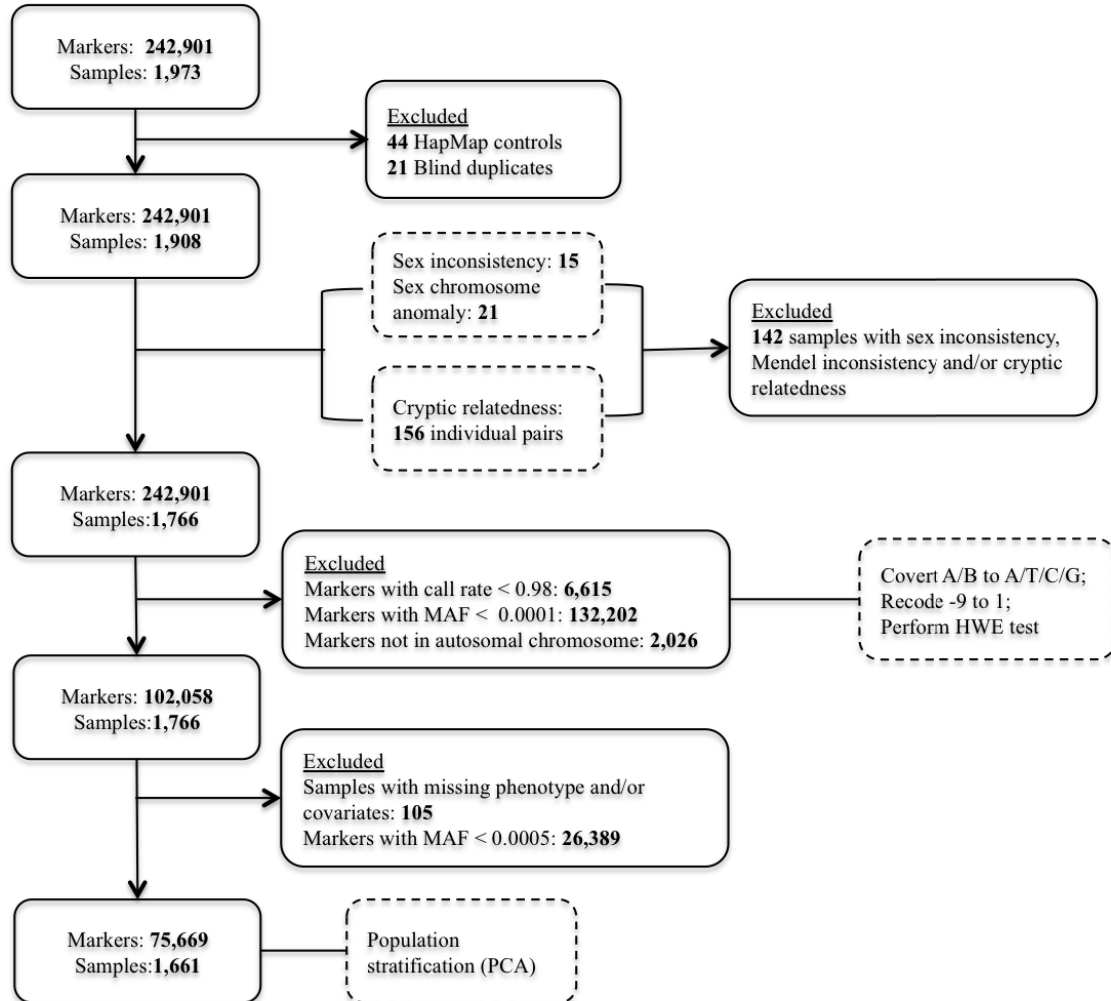 Markers: 242,901
Samples: 1,973
Excluded
44 HapMap controls
21 Blind duplicates
Markers: 242,901
Samples: 1,908
Sex inconsistency: 15
Sex chromosome
anomaly: 21
Excluded
142 samples with sex inconsistency,
Mendel inconsistency and/or cryptic
relatedness
Cryptic relatedness:
156 individual pairs
Markers: 242,901
Samples:1,766
Excluded
Markers with call rate < 0.98: 6,615
Markers with MAF < 0.0001: 132,202
Markers not in autosomal chromosome: 2,026
Covert A/B to A/T/C/G;
Recode -9 to 1;
Perform HWE test
Markers: 102,058
Samples:1,766
Excluded
Samples with missing phenotype and/or
covariates: 105
Markers with MAF < 0.0005: 26,389
Markers: 75,669
Samples:1,661
Population
stratification (PCA)